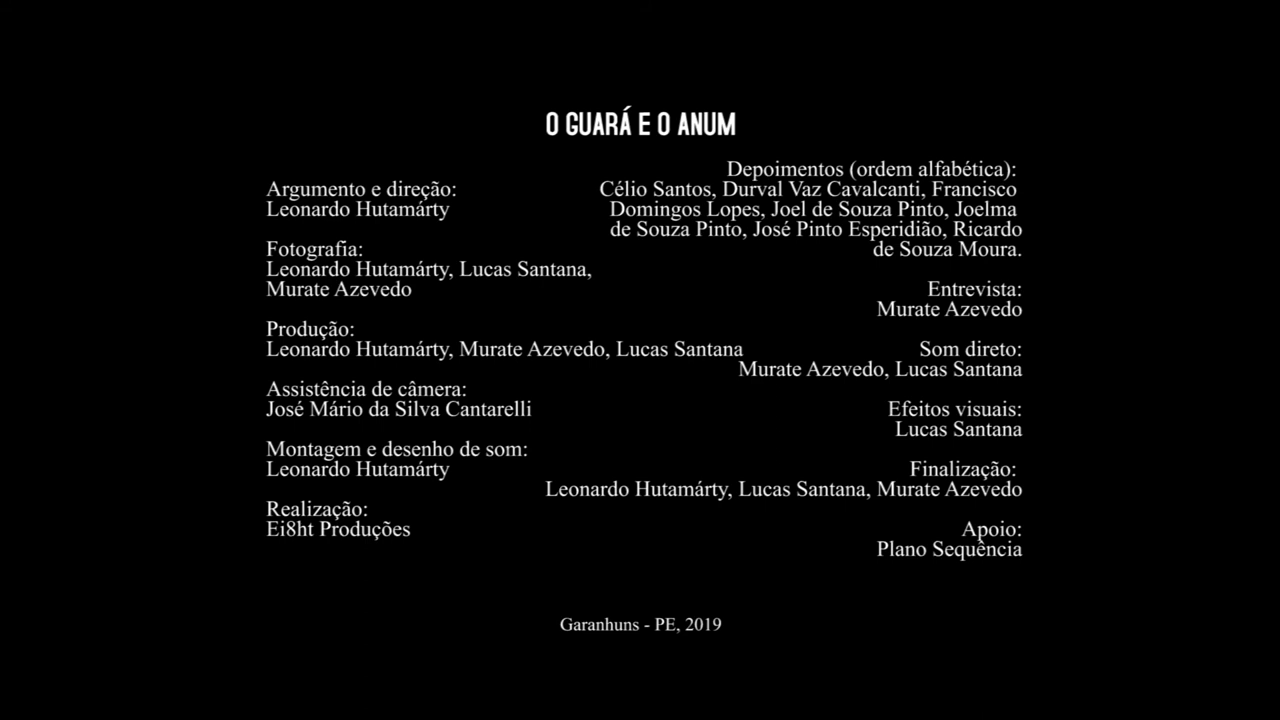 O GUARÁ E O ANUM
Argumento e direção:
Leonardo Hutamárty
Fotografia:
Leonardo Hutamárty, Lucas Santana,
Murate Azevedo
Produção:
Leonardo Hutamárty, Murate Azevedo, Lucas Santana
Assistência de câmera:
José Mário da Silva Cantarelli
Montagem e desenho de som:
Leonardo Hutamárty
Realização:
Ei8ht Produções
Depoimentos (ordem alfabética):
Célio Santos, Durval Vaz Cavalcanti, Francisco
Domingos Lopes, Joel de Souza Pinto, Joelma
de Souza Pinto, José Pinto Esperidião, Ricardo
de Souza Moura.
Entrevista:
Murate Azevedo
Som direto:
Murate Azevedo, Lucas Santana
Efeitos visuais:
Lucas Santana
Finalização:
Leonardo Hutamárty, Lucas Santana, Murate Azevedo
Apoio:
Plano Sequência
Garanhuns - PE, 2019